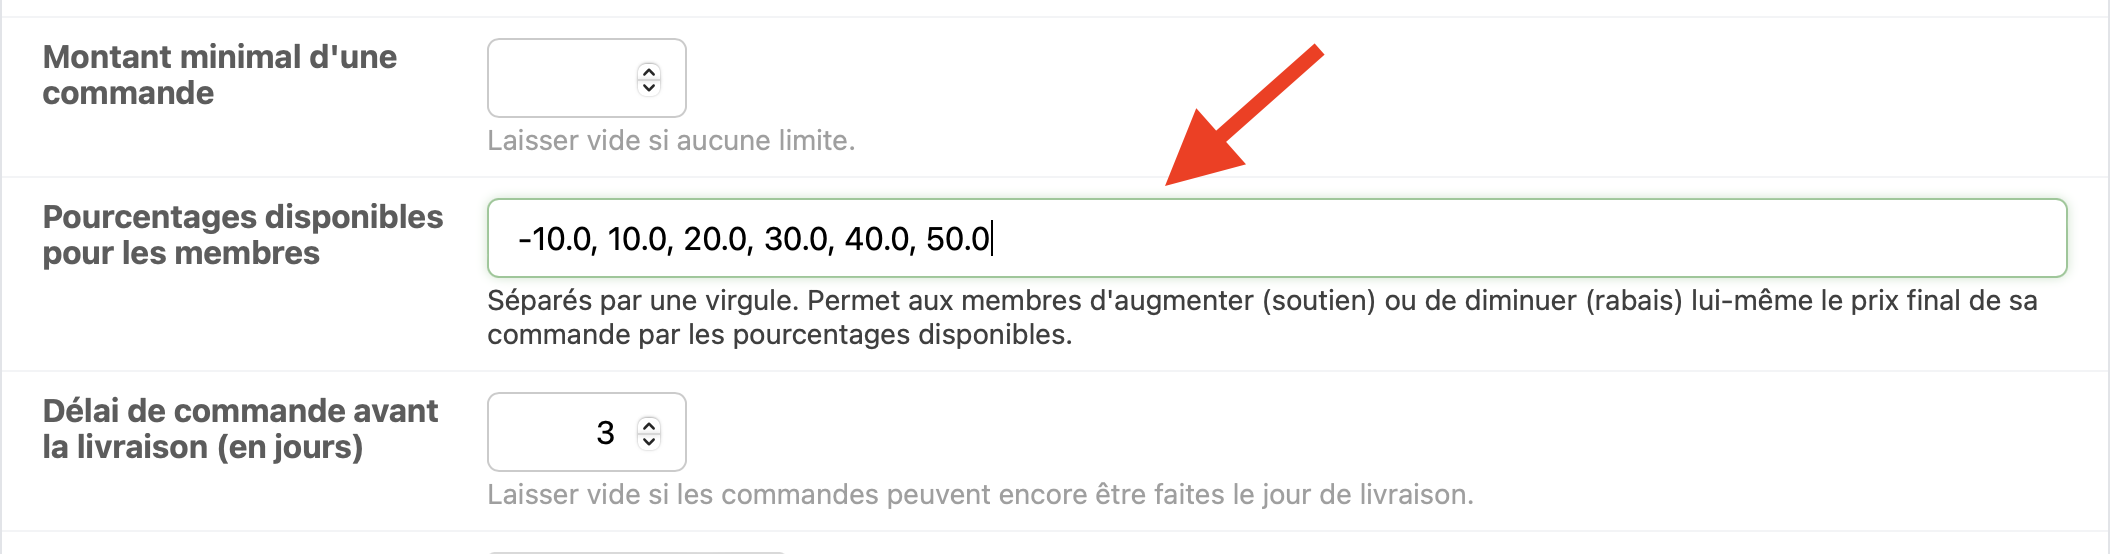 Montant minimal d'une
commande
Laisser vide si aucune limite.
Pourcentages disponibles
pour les membres
-10.0, 10.0, 20.0, 30.0, 40.0, 50.0
Séparés par une virgule. Permet aux membres d'augmenter (soutien) ou de diminuer (rabais) lui-même le prix final de sa
commande par les pourcentages disponibles.
Délai de commande avant
la livraison (en jours)
3
Laisser vide si les commandes peuvent encore être faites le jour de livraison.